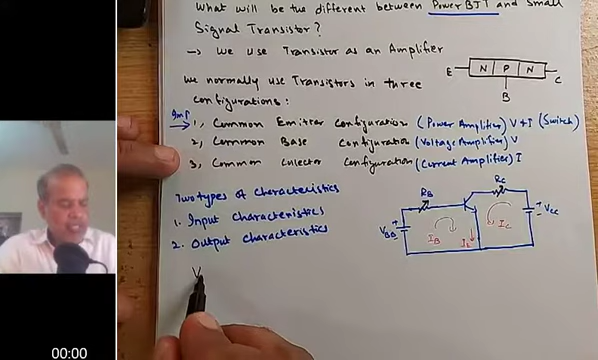 What will be the different between Power BJT and Small
Signal Transistor?
→ We use Transistor as an Amplifier
We normally use Transistors in three
configurations:
E N P N C
B
Imp
1, Common Emitter Configuration (Power Amplifier) V & I (Switch)
2, Common Base Configuration (Voltage Amplifier) V
3, Common Collector Configuration (Current Amplifier) I
Two types of Characteristics
1. Input Characteristics
2. Output Characteristics
RB RC
VBB + IB IC + VCC
IE
V
00:00